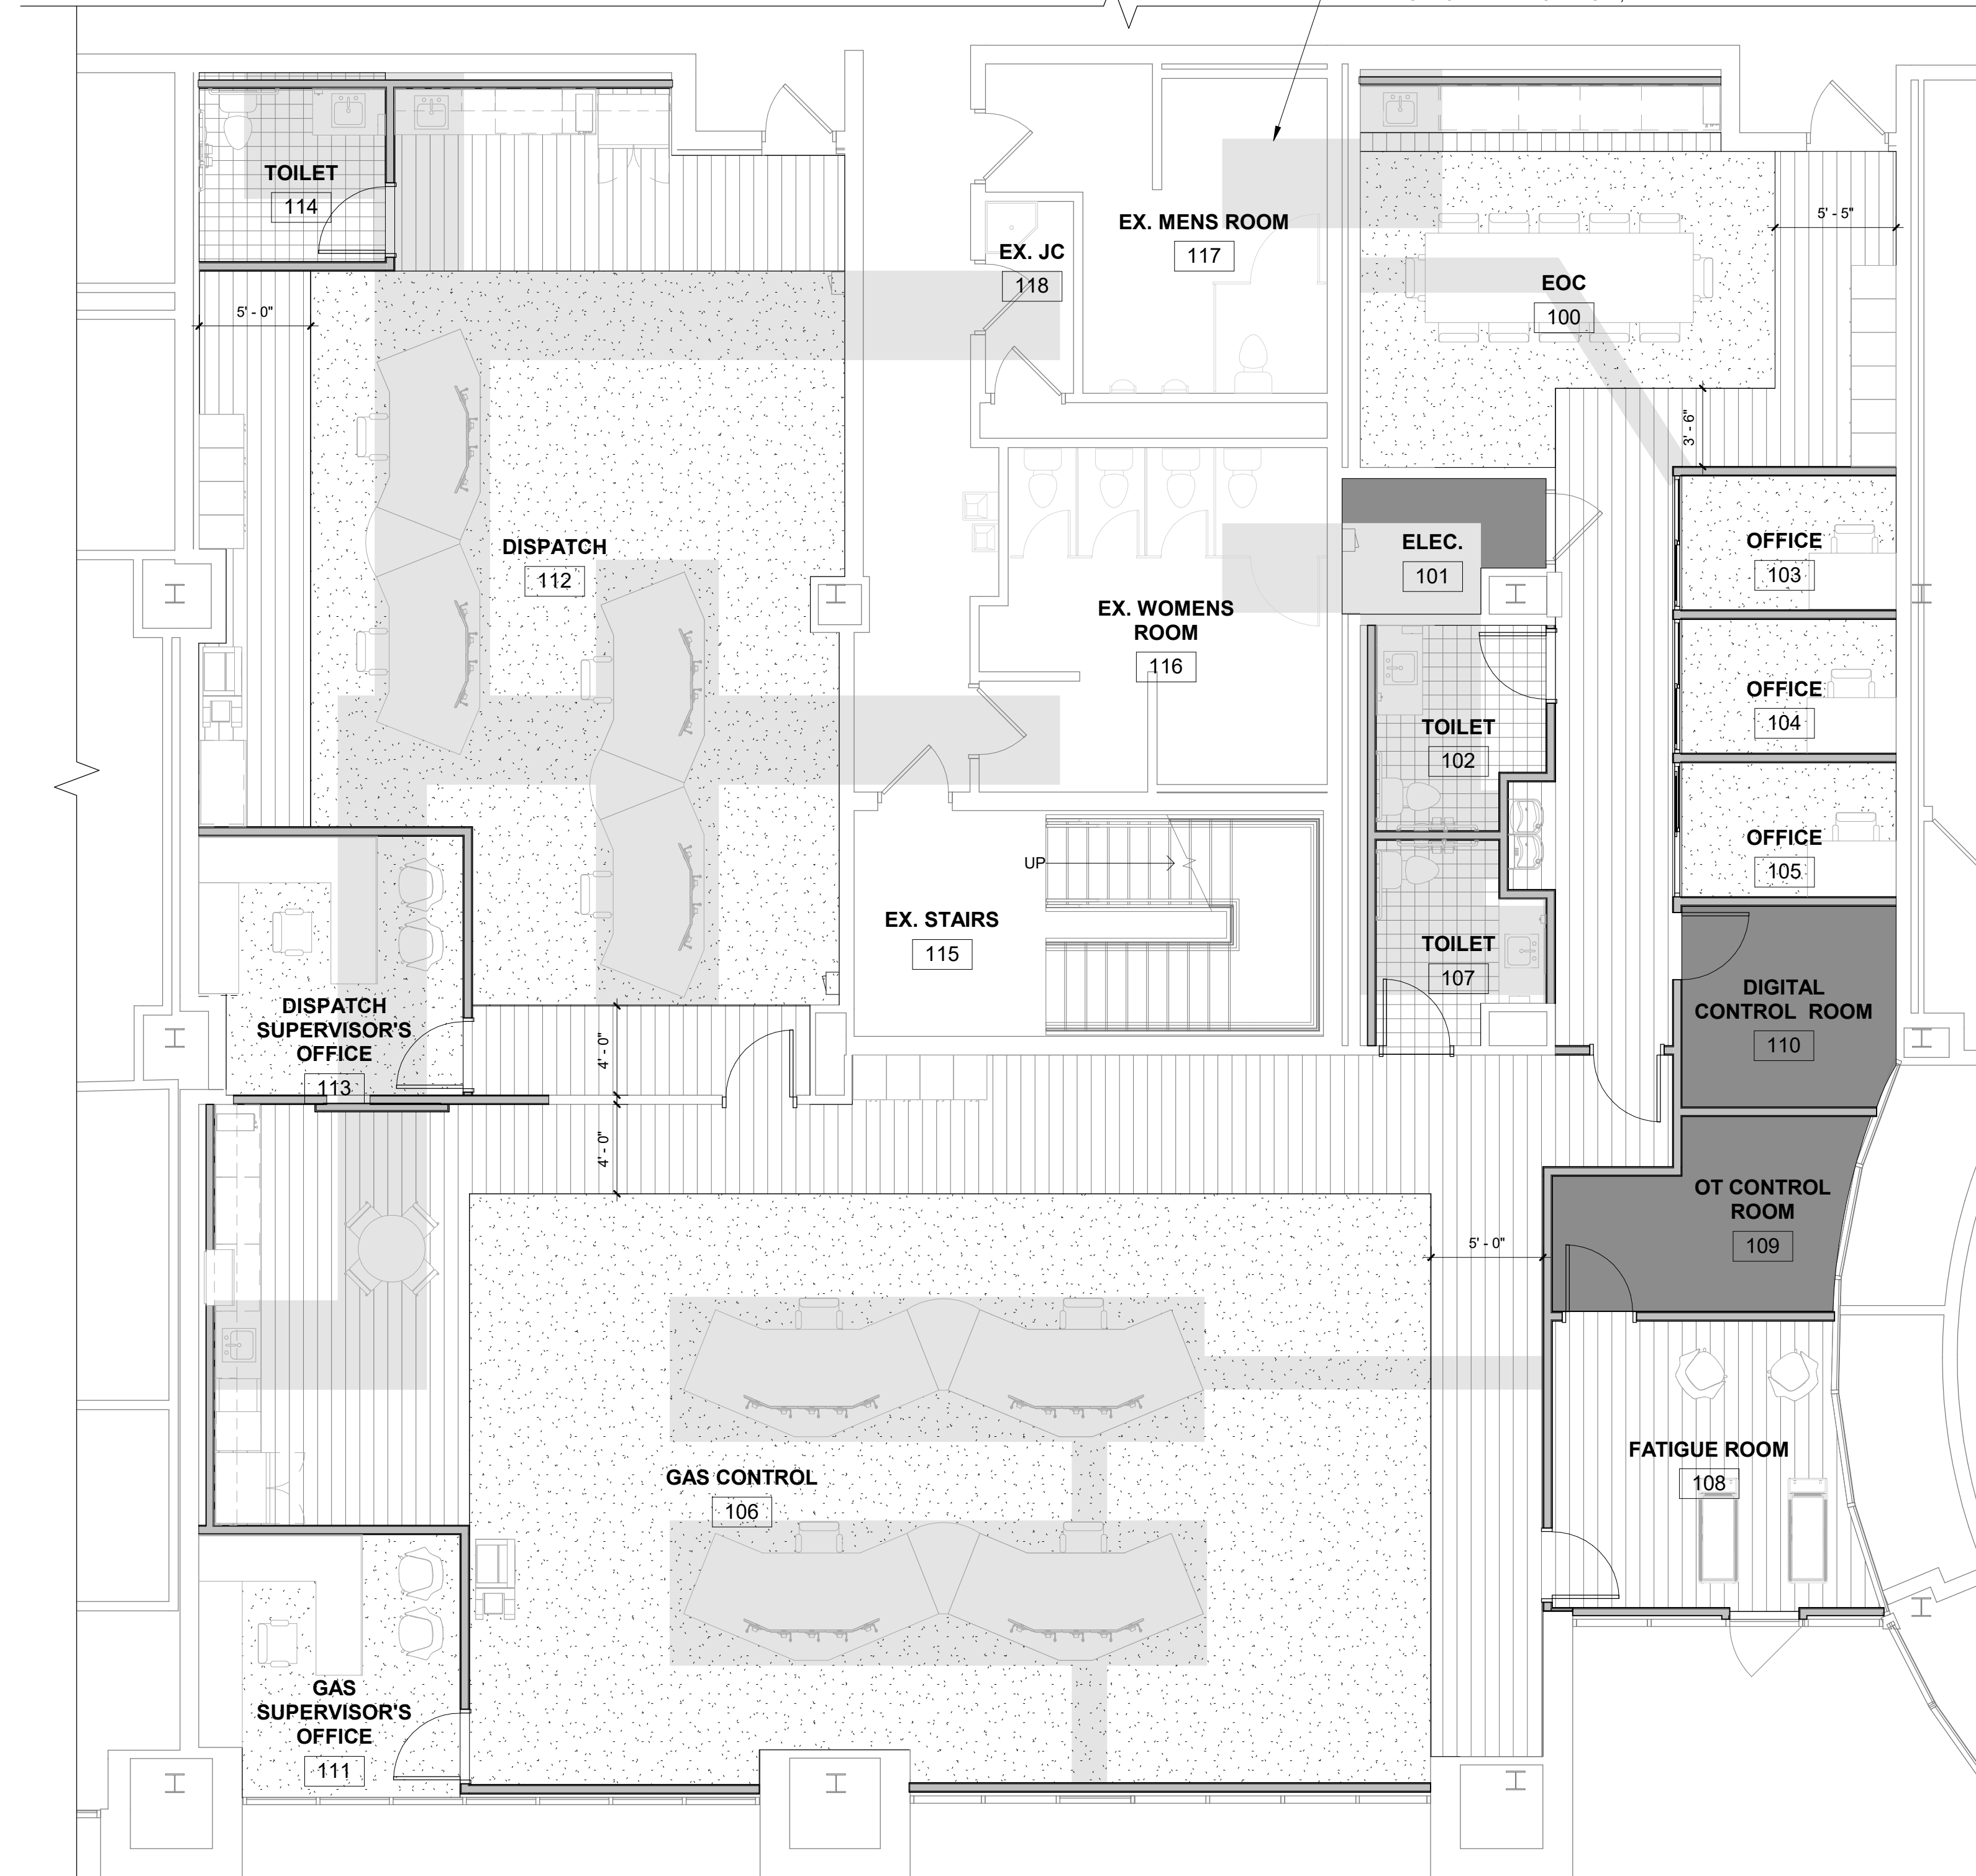 TOILET
114
EX. MENS ROOM
117
EX. JC
118
5' - 5"
EOC
100
5' - 0"
3' - 6"
DISPATCH
112
ELEC.
101
OFFICE
103
EX. WOMENS
ROOM
116
OFFICE
104
TOILET
102
OFFICE
105
UP
EX. STAIRS
115
TOILET
107
DIGITAL
CONTROL ROOM
110
DISPATCH
SUPERVISOR'S
OFFICE
113
4' - 0"
4' - 0"
OT CONTROL
ROOM
109
5' - 0"
FATIGUE ROOM
108
GAS CONTROL
106
GAS
SUPERVISOR'S
OFFICE
111